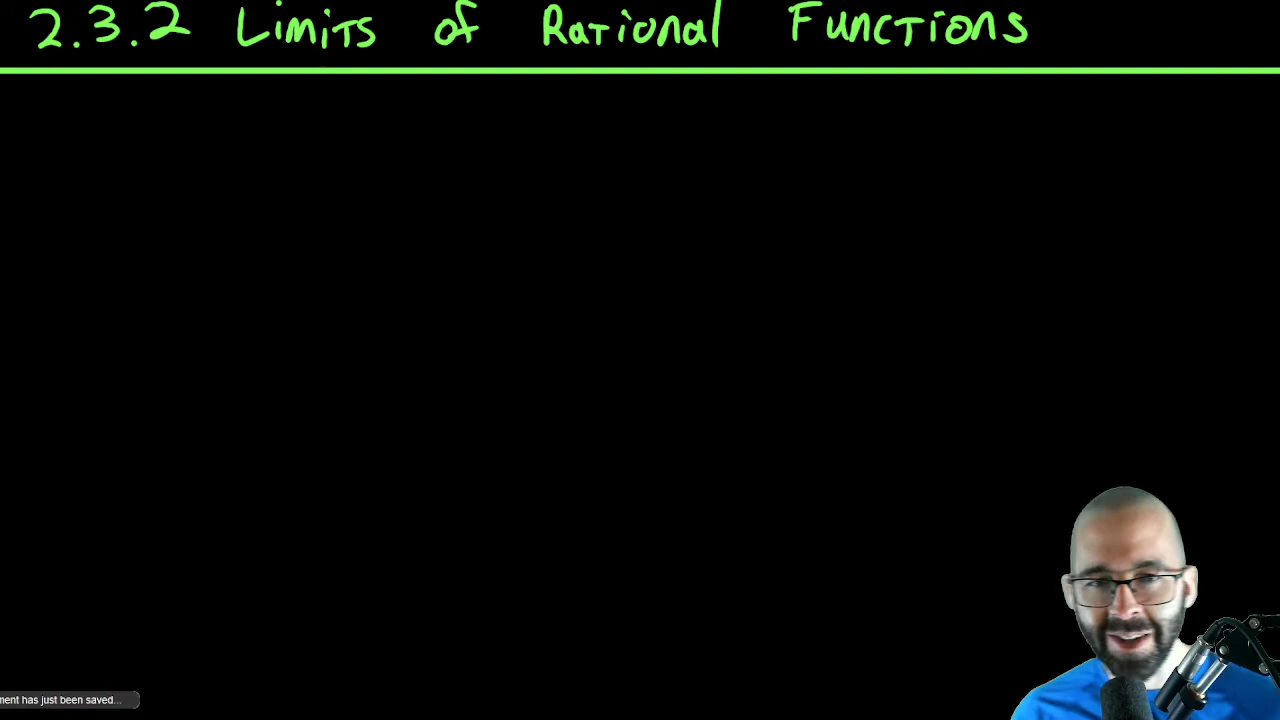 2.3.2 Limits of Rational Functions
ment has just been saved...